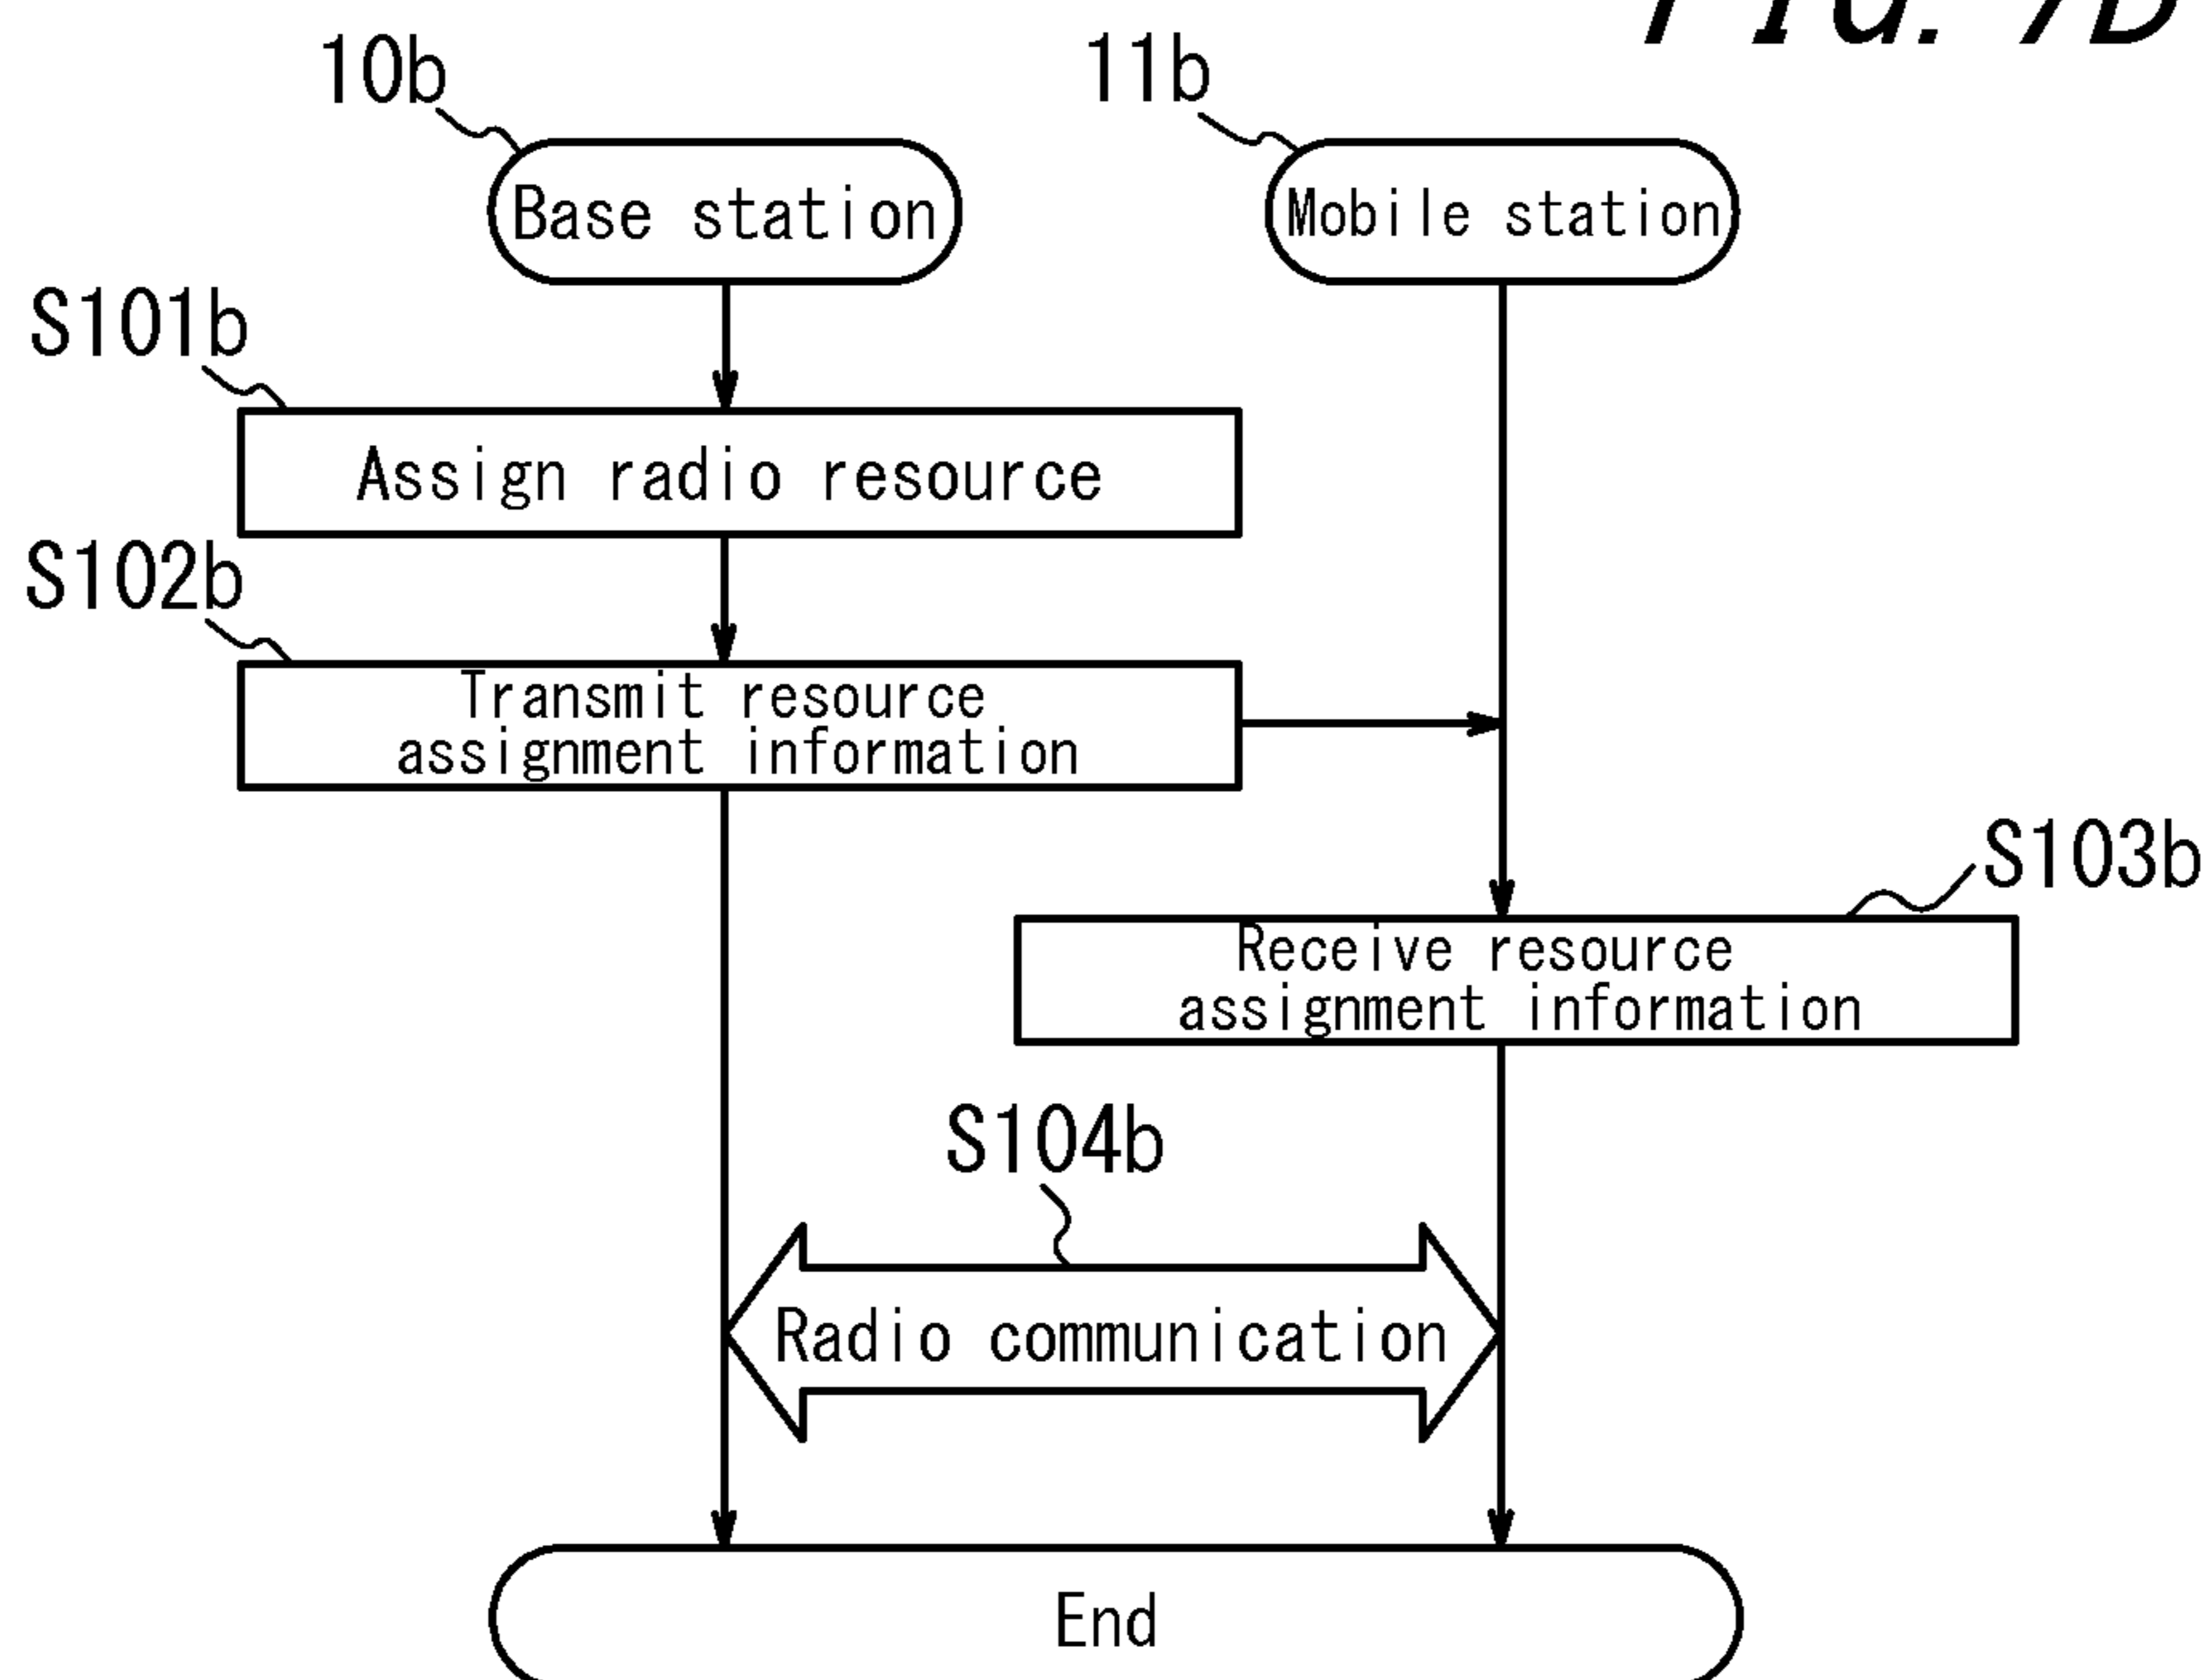 FIG.
10b
11b
Base station
Mobile station
S101b
Assign radio resource
S102b
Transmit resource
assignment information
S103b
Receive resource
assignment information
S104b
Radio communication
End